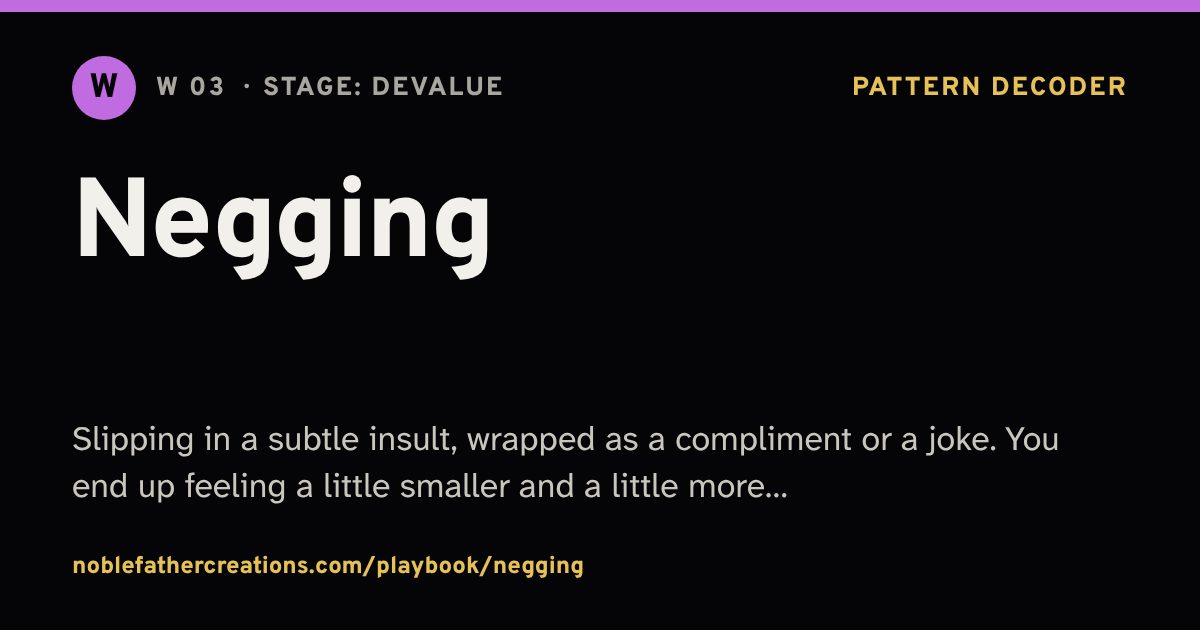 W
W 03 · STAGE: DEVALUE
PATTERN DECODER
Negging
Slipping in a subtle insult, wrapped as a compliment or a joke. You
end up feeling a little smaller and a little more...
noblefathercreations.com/playbook/negging